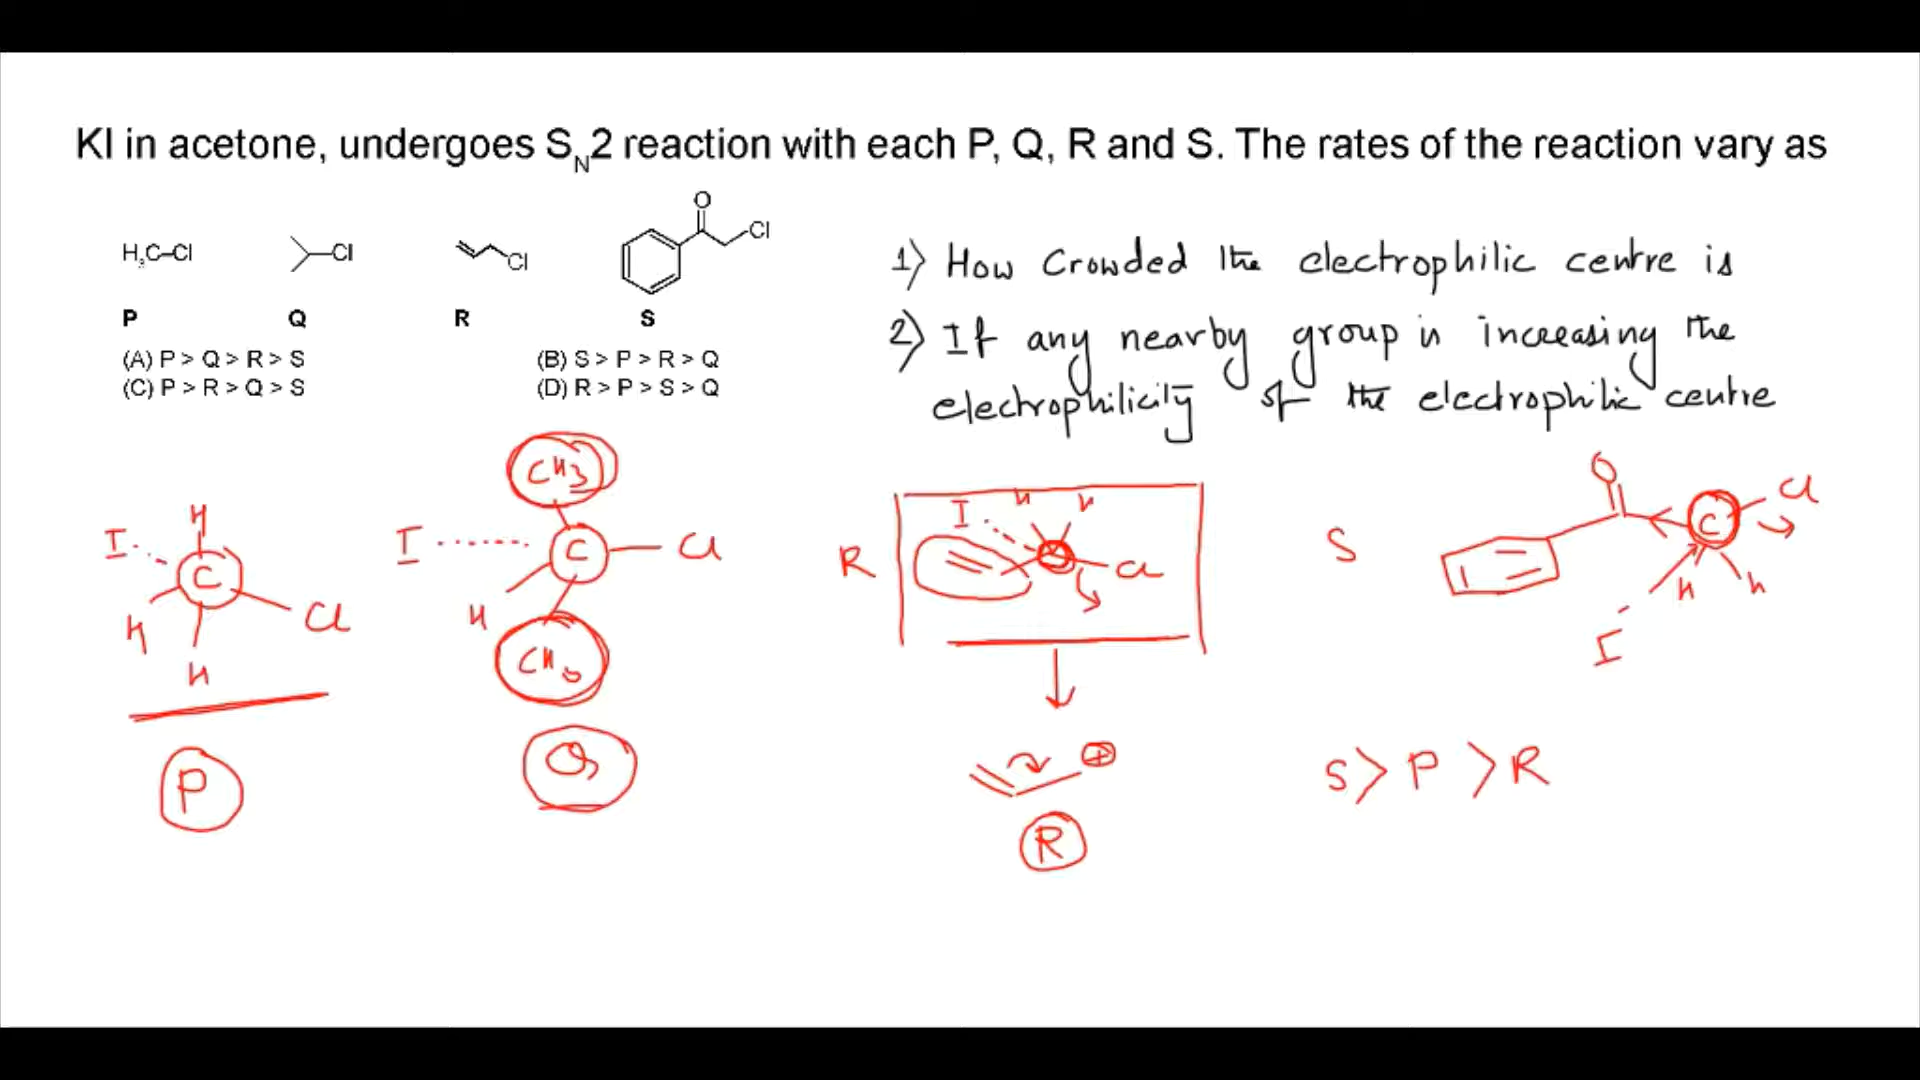 KI in acetone, undergoes SN2 reaction with each P, Q, R and S. The rates of the reaction vary as
H3C–Cl
Cl
Cl
O
Cl
P Q R S
(A) P > Q > R > S (B) S > P > R > Q
(C) P > R > Q > S (D) R > P > S > Q
1) How Crowded the electrophilic centre is
2) If any nearby group is increasing the
electrophilicity of the electrophilic centre
I H C H H Cl
P
CH3
I C Cl
H
CH3
Q
R I H H Cl
⊕
R
S O C Cl H H I
S > P > R